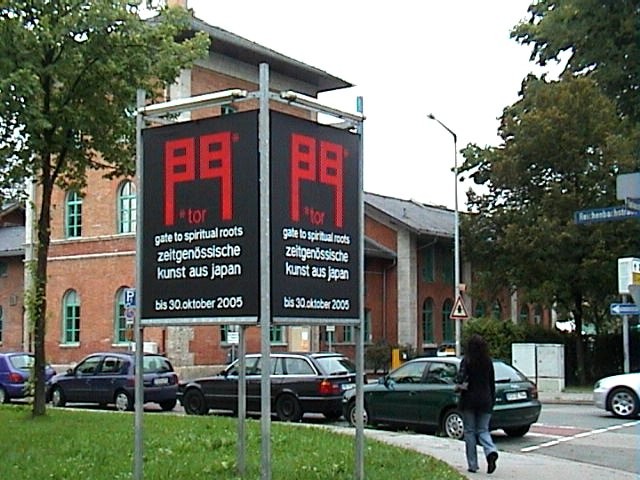 門*
*tor
gate to spiritual roots
zeitgenössische
kunst aus japan
bis 30.oktober 2005
門*
*tor
gate to spiritual roots
zeitgenössische
kunst aus japan
bis 30.oktober 2005
Reichenbachstr
P